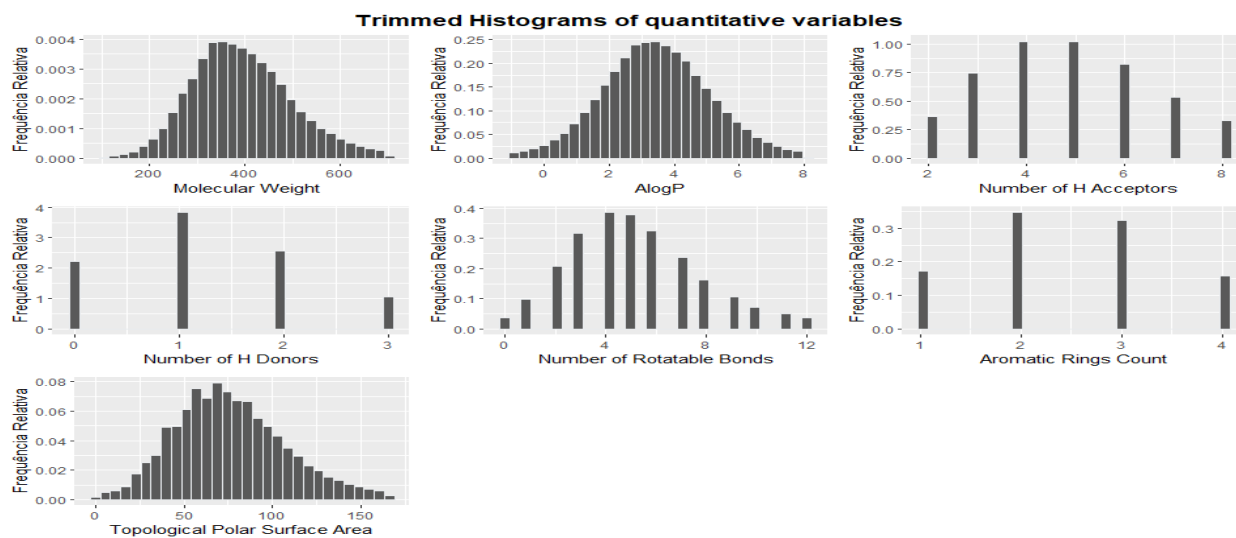 Trimmed Histograms of quantitative variables
Frequência Relativa
0.004
0.003
0.002
0.001
0.000
200 400 600
Molecular Weight
Frequência Relativa
0.25
0.20
0.15
0.10
0.05
0.00
0 2 4 6 8
AlogP
Frequência Relativa
1.00
0.75
0.50
0.25
0.00
2 4 6 8
Number of H Acceptors
Frequência Relativa
4
3
2
1
0
0 1 2 3
Number of H Donors
Frequência Relativa
0.4
0.3
0.2
0.1
0.0
0 4 8 12
Number of Rotatable Bonds
Frequência Relativa
0.3
0.2
0.1
0.0
1 2 3 4
Aromatic Rings Count
Frequência Relativa
0.08
0.06
0.04
0.02
0.00
0 50 100 150
Topological Polar Surface Area